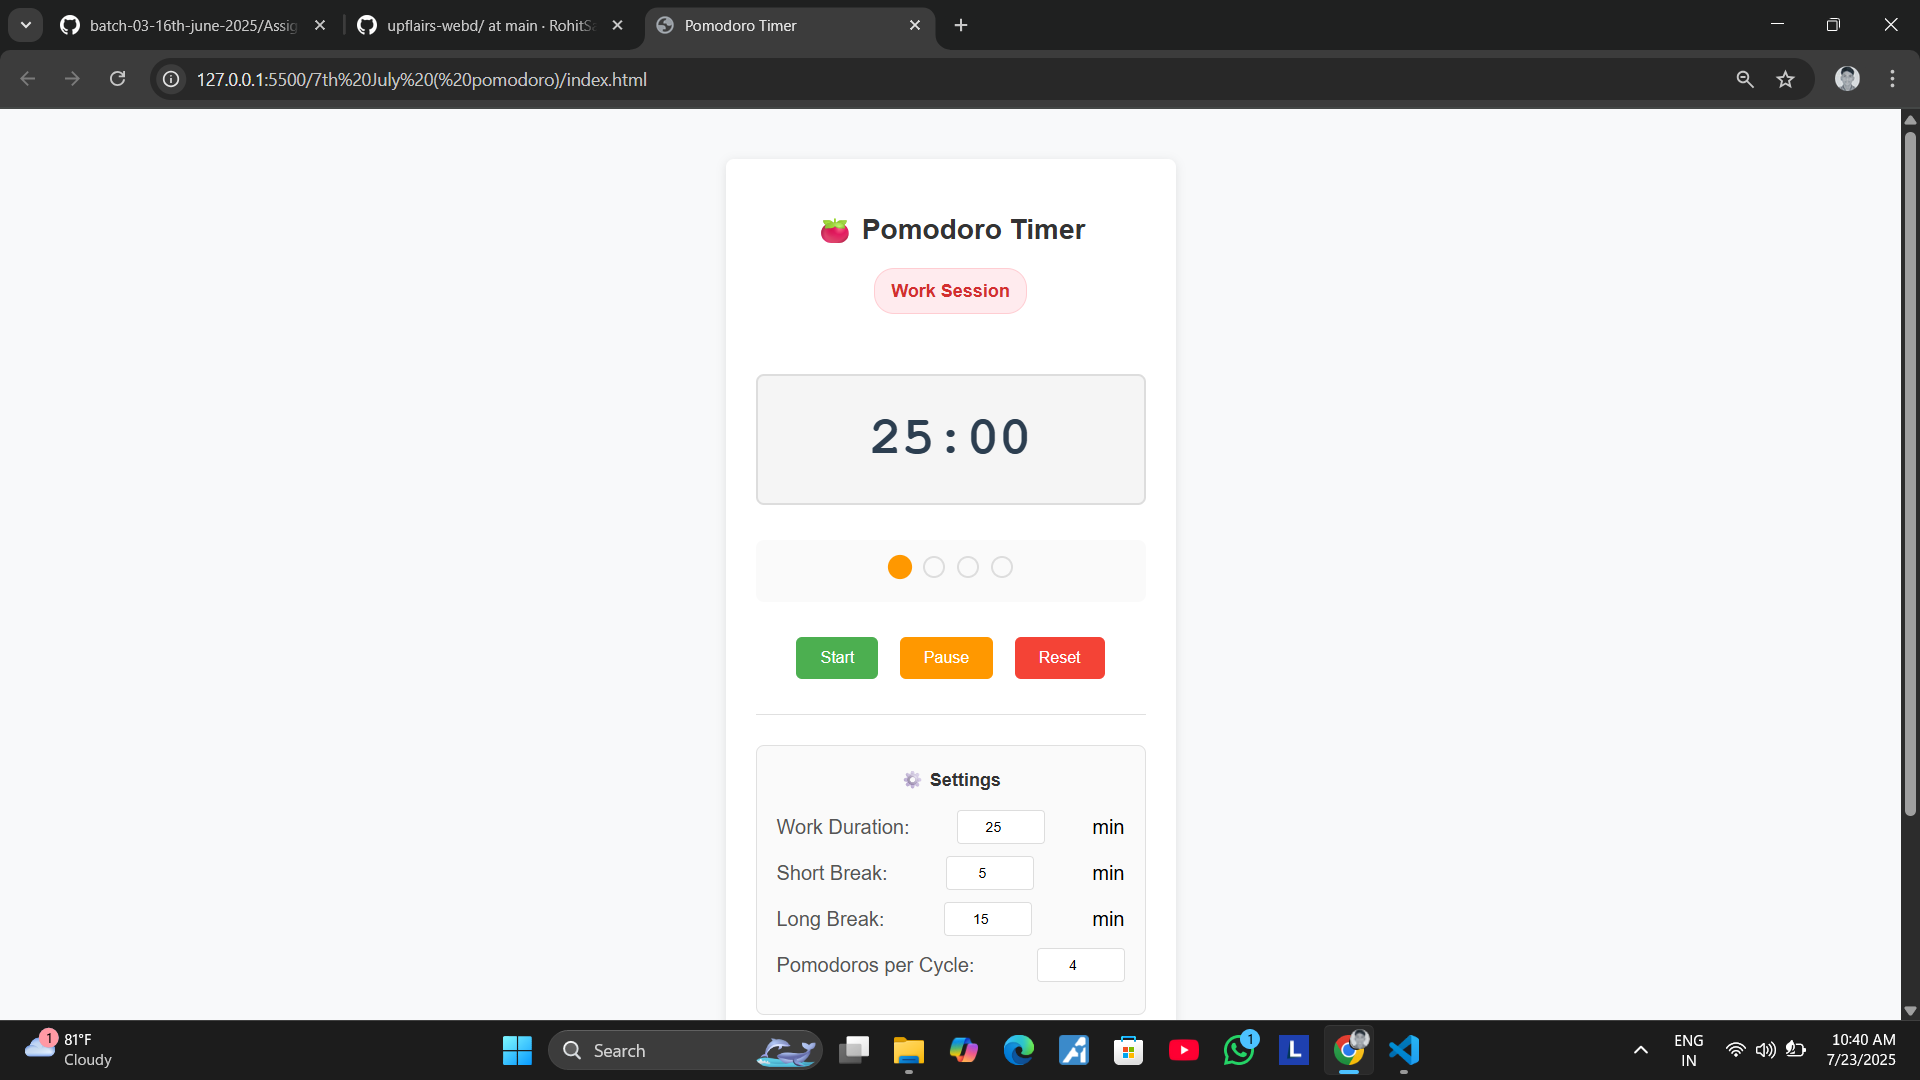 batch-03-16th-june-2025/Assig
upflairs-webd/ at main · RohitSa
Pomodoro Timer
127.0.0.1:5500/7th%20July%20(%20pomodoro)/index.html
Pomodoro Timer
Work Session
25:00
Start
Pause
Reset
Settings
Work Duration: 25 min
Short Break: 5 min
Long Break: 15 min
Pomodoros per Cycle: 4
1
81°F
Cloudy
Search
1
L
ENG
IN
10:40 AM
7/23/2025